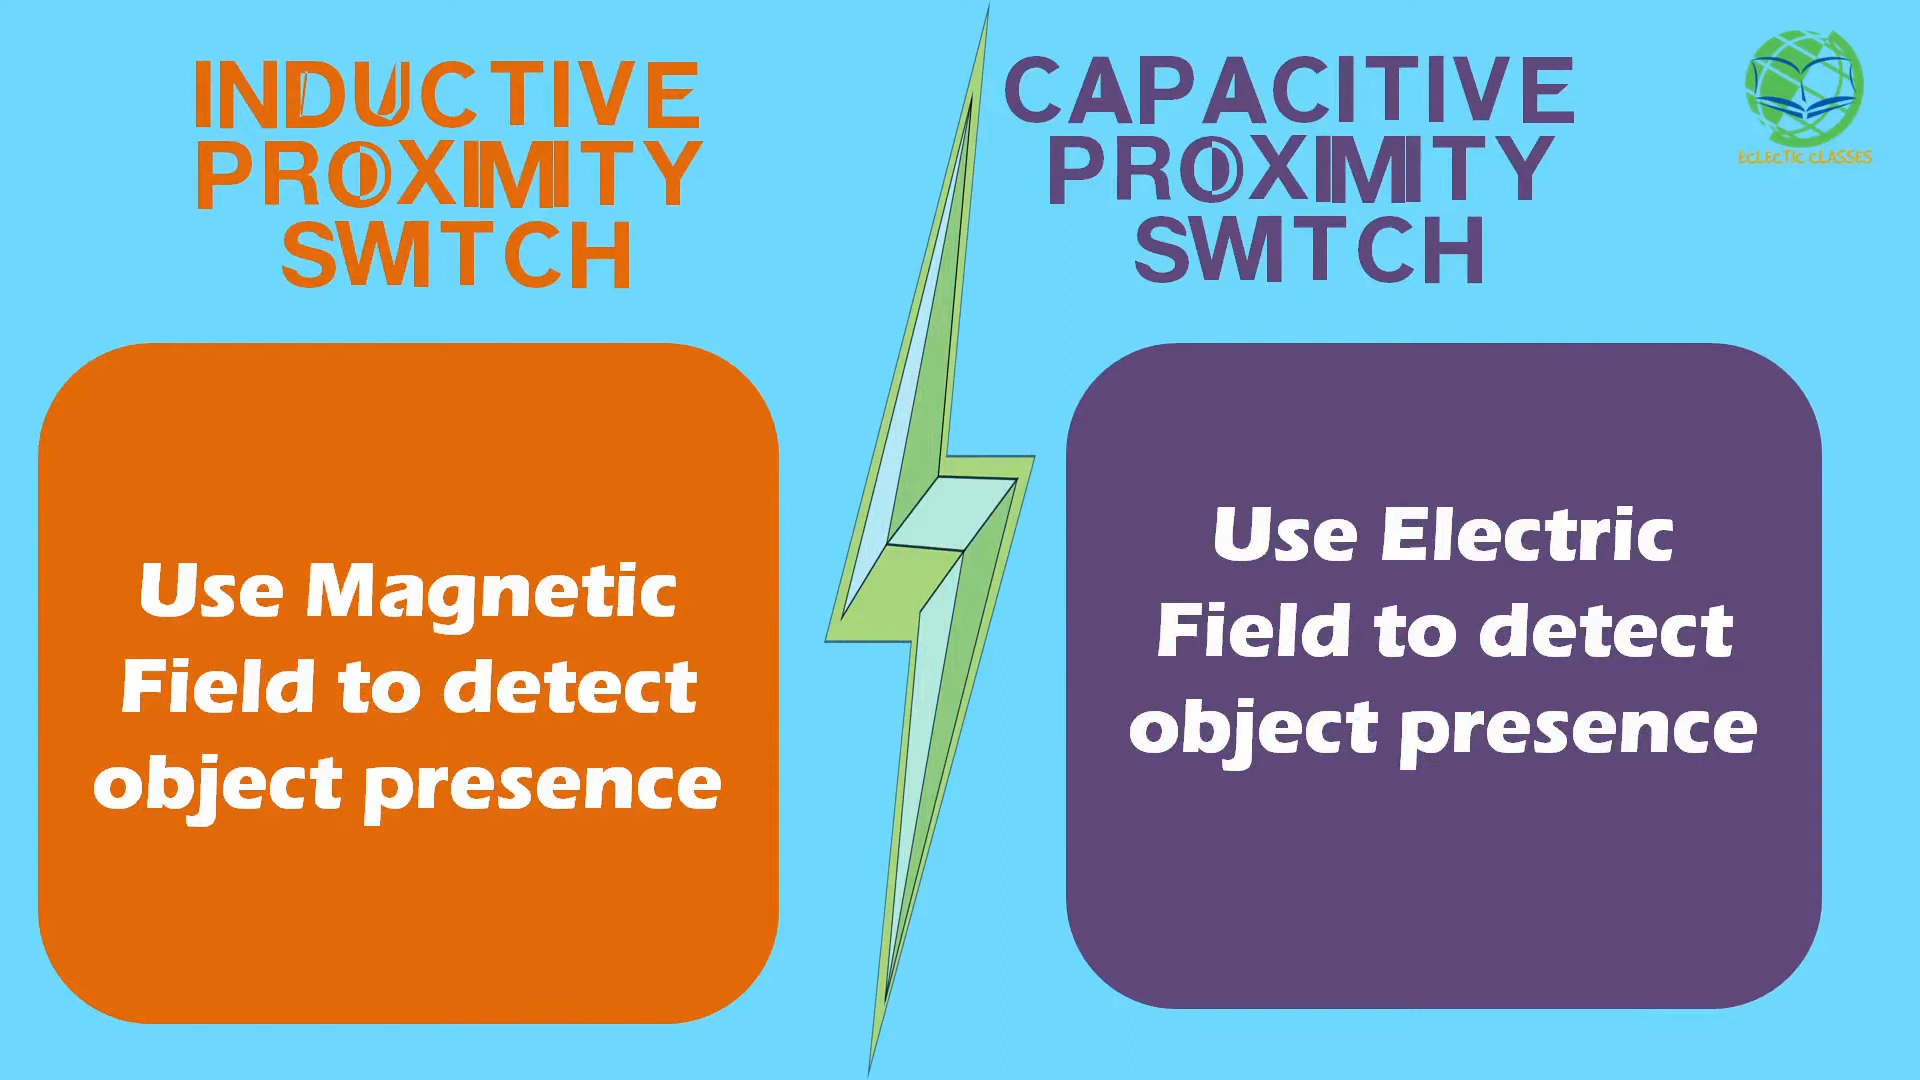 INDUCTIVE
PROXIMITY
SWITCH
Use Magnetic
Field to detect
object presence
CAPACITIVE
PROXIMITY
SWITCH
Use Electric
Field to detect
object presence
ECLECTIC CLASSES